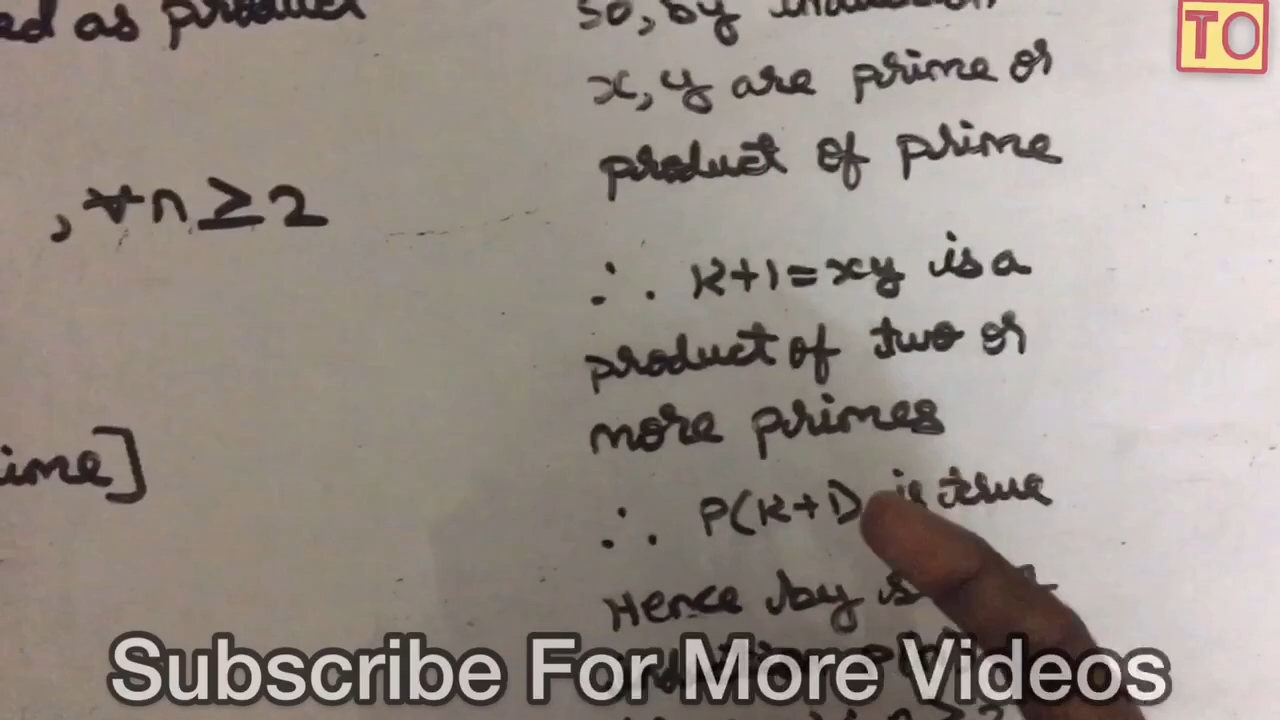 ed as product
, ∀n ≥ 2
ime]
so, by induction
x, y are prime or
product of prime
∴ K+1 = xy is a
product of two or
more primes
∴ P(K+1) is true
Hence by
TO
Subscribe For More Videos